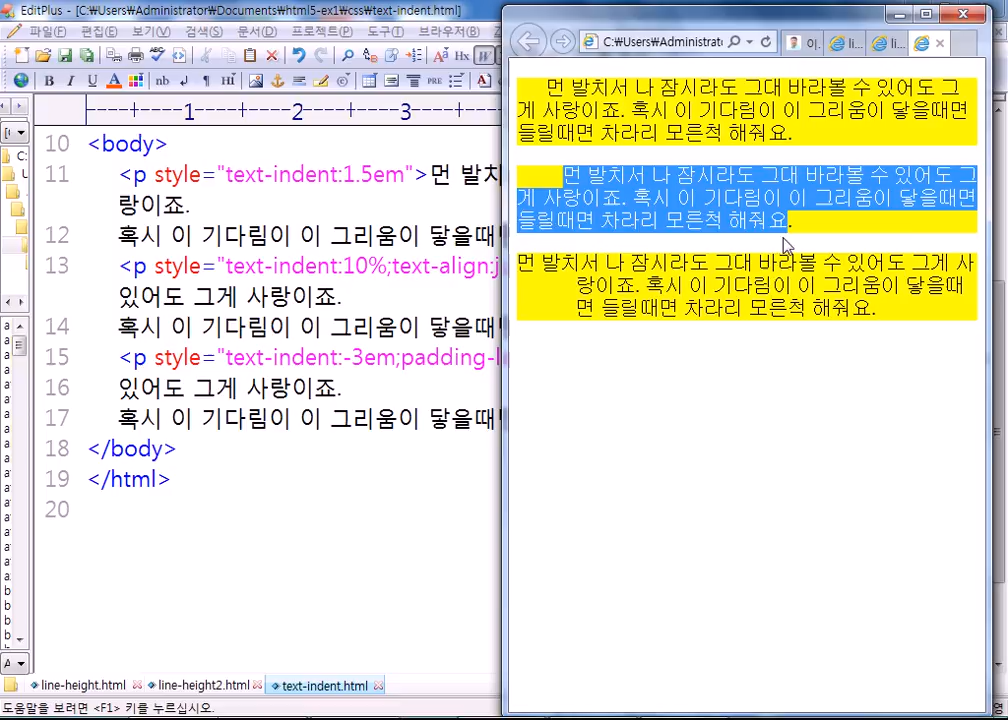 EditPlus - [C:₩Users₩Administrator₩Documents₩html5-ex1₩css₩text-indent.html]
파일(F) 편집(E) 보기(V) 검색(S) 문서(D) 도구(T) 브라우저(B)
B I U A nb Hi PRE A
Hx W
----+----1----+----2----+----3----+
10 <body>
11 <p style="text-indent:1.5em">먼 발치
랑이죠.
12 혹시 이 기다림이 이 그리움이 닿을때면
13 <p style="text-indent:10%;text-align:j
있어도 그게 사랑이죠.
14 혹시 이 기다림이 이 그리움이 닿을때면
15 <p style="text-indent:-3em;padding-l
16 있어도 그게 사랑이죠.
17 혹시 이 기다림이 이 그리움이 닿을때면
18 </body>
19 </html>
20
line-height.html line-height2.html text-indent.html
도움말을 보려면 <F1> 키를 누르십시오.
C:₩Users₩Administrat
이. li... li...
먼 발치서 나 잠시라도 그대 바라볼 수 있어도 그
게 사랑이죠. 혹시 이 기다림이 이 그리움이 닿을때면
들릴때면 차라리 모른척 해줘요.
먼 발치서 나 잠시라도 그대 바라볼 수 있어도 그
게 사랑이죠. 혹시 이 기다림이 이 그리움이 닿을때면
들릴때면 차라리 모른척 해줘요.
먼 발치서 나 잠시라도 그대 바라볼 수 있어도 그게 사
랑이죠. 혹시 이 기다림이 이 그리움이 닿을때
면 들릴때면 차라리 모른척 해줘요.